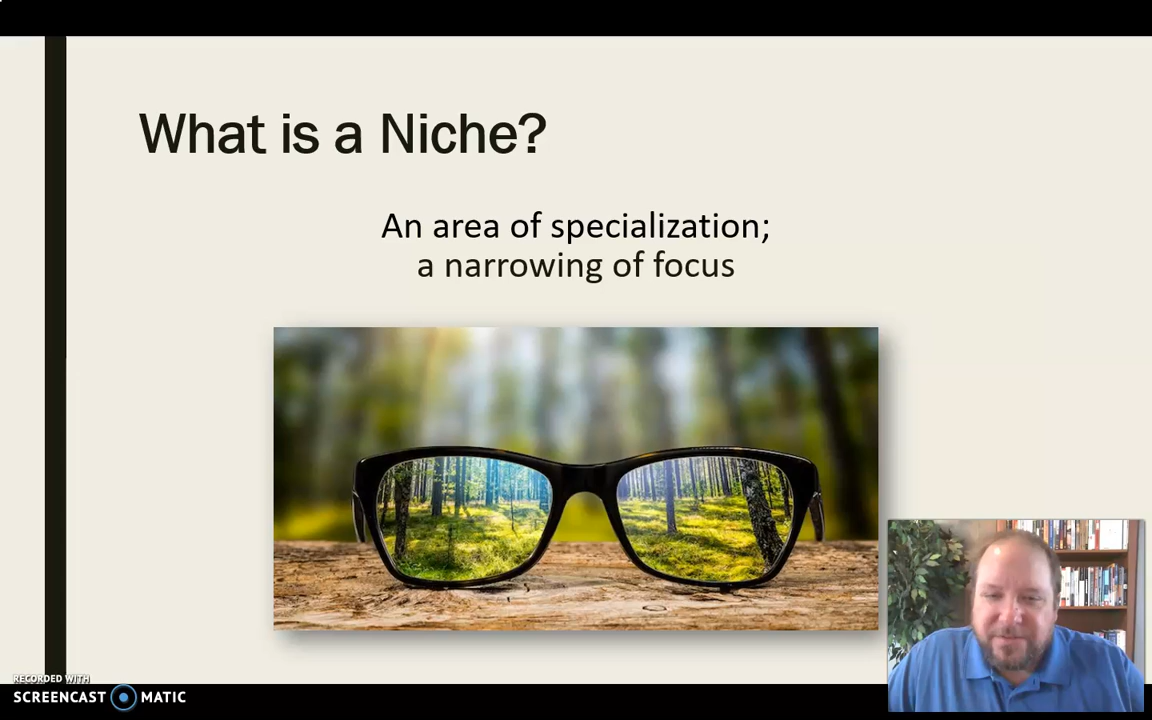 What is a Niche?
An area of specialization;
a narrowing of focus
RECORDED WITH
SCREENCAST MATIC